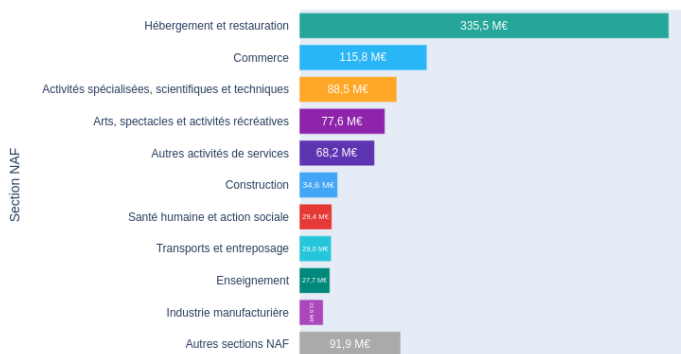 Section NAF
Hébergement et restauration 335,5 M€
Commerce 115,8 M€
Activités spécialisées, scientifiques et techniques 88,5 M€
Arts, spectacles et activités récréatives 77,6 M€
Autres activités de services 68,2 M€
Construction 34,6 M€
Santé humaine et action sociale 29,4 M€
Transports et entreposage 29,0 M€
Enseignement 27,7 M€
Industrie manufacturière
Autres sections NAF 91,9 M€